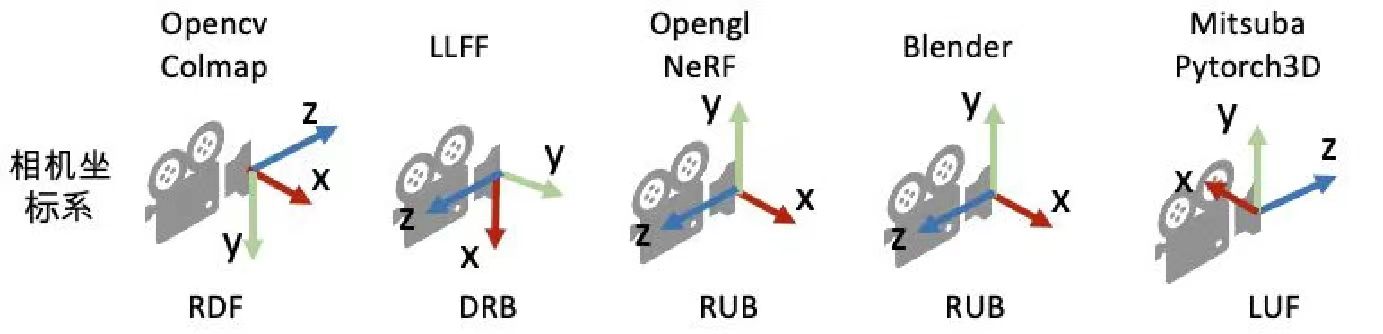 Opencv
Colmap
LLFF
Opengl
NeRF
Blender
Mitsuba
Pytorch3D
相机坐
标系
z
x
y
y
z
x
y
x
z
y
x
z
y
x
z
RDF
DRB
RUB
RUB
LUF